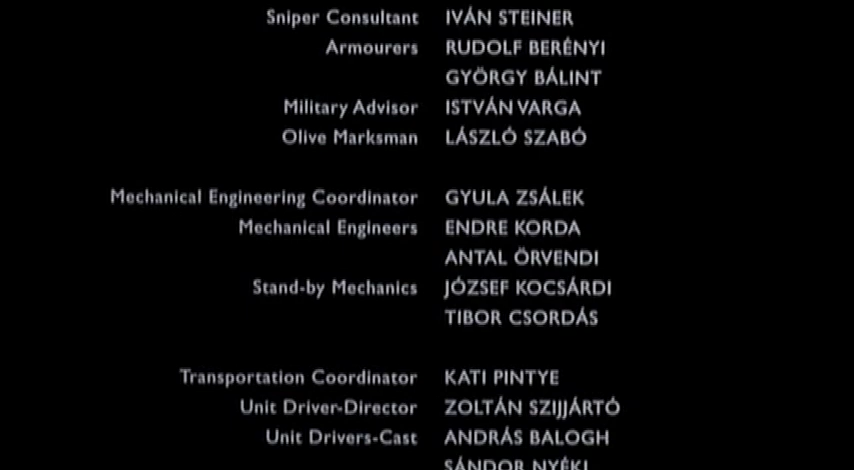 Sniper Consultant IVÁN STEINER
Armourers RUDOLF BERÉNYI
GYÖRGY BÁLINT
Military Advisor ISTVÁN VARGA
Olive Marksman LÁSZLÓ SZABÓ
Mechanical Engineering Coordinator GYULA ZSÁLEK
Mechanical Engineers ENDRE KORDA
ANTAL ÖRVENDI
Stand-by Mechanics JÓZSEF KOCSÁRDI
TIBOR CSORDÁS
Transportation Coordinator KATI PINTYE
Unit Driver-Director ZOLTÁN SZIJJÁRTÓ
Unit Drivers-Cast ANDRÁS BALOGH
SÁNDOR NYÉKI